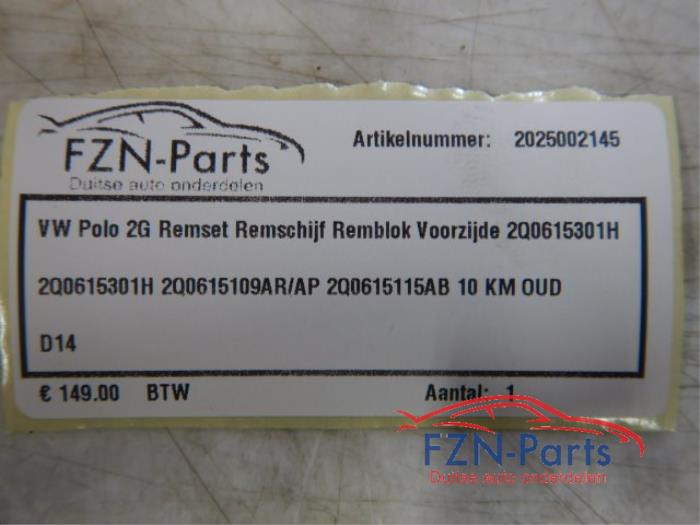 FZN-Parts
Duitse auto onderdelen
Artikelnummer: 2025002145
VW Polo 2G Remset Remschijf Remblok Voorzijde 2Q0615301H
2Q0615301H 2Q0615109AR/AP 2Q0615115AB 10 KM OUD
D14
€ 149.00 BTW Aantal: 1
FZN-Parts
Duitse auto onderdelen